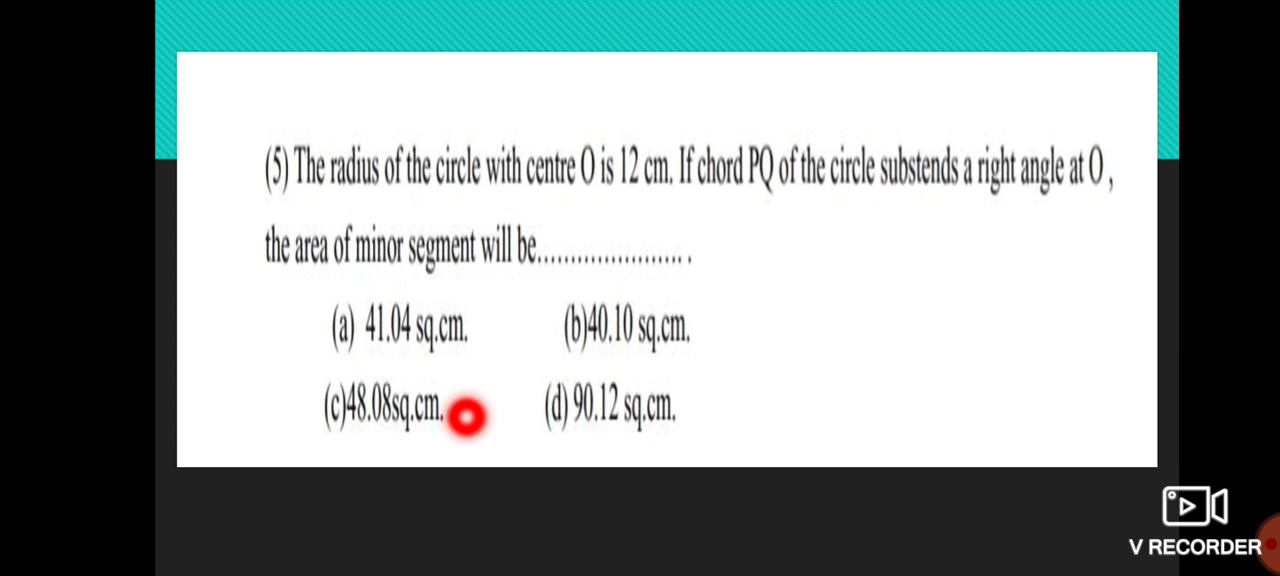 (5) The radius of the circle with centre O is 12 cm. If chord PQ of the circle substends a right angle at O ,
the area of minor segment will be...................... .
(a) 41.04 sq.cm. (b)40.10 sq.cm.
(c)48.08sq.cm. (d) 90.12 sq.cm.
V RECORDER